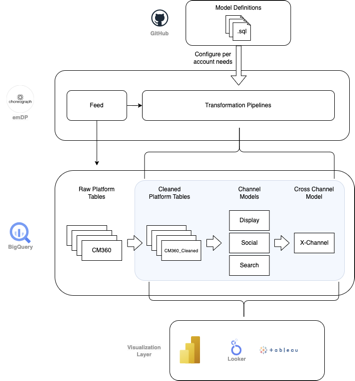 Model Definitions
.sql
GitHub
Configure per
account needs
choreograph
emDP
Feed
Transformation Pipelines
Raw Platform
Tables
Cleaned
Platform Tables
Channel
Models
Cross Channel
Model
BigQuery
CM360
CM360_Cleaned
Display
Social
Search
X-Channel
Visualization
Layer
Looker
+ableau